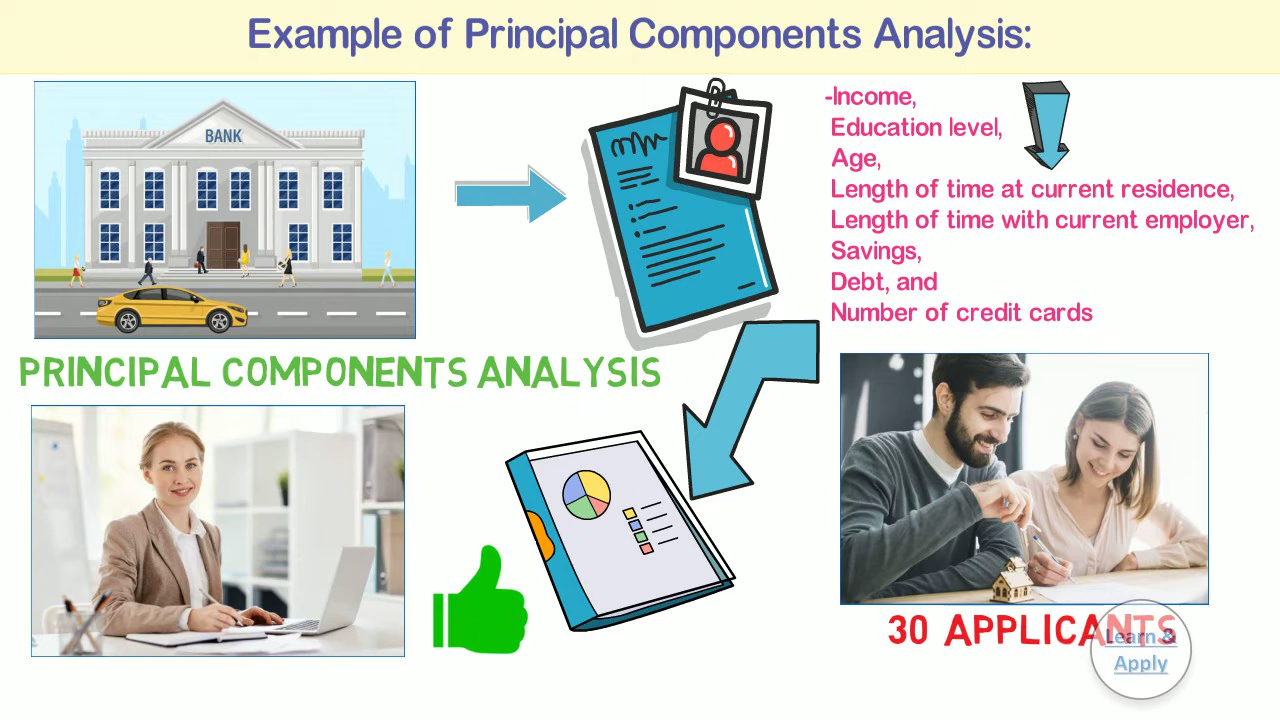 Example of Principal Components Analysis:
BANK
-Income,
Education level,
Age,
Length of time at current residence,
Length of time with current employer,
Savings,
Debt, and
Number of credit cards
PRINCIPAL COMPONENTS ANALYSIS
30 APPLICANTS
Learn &
Apply